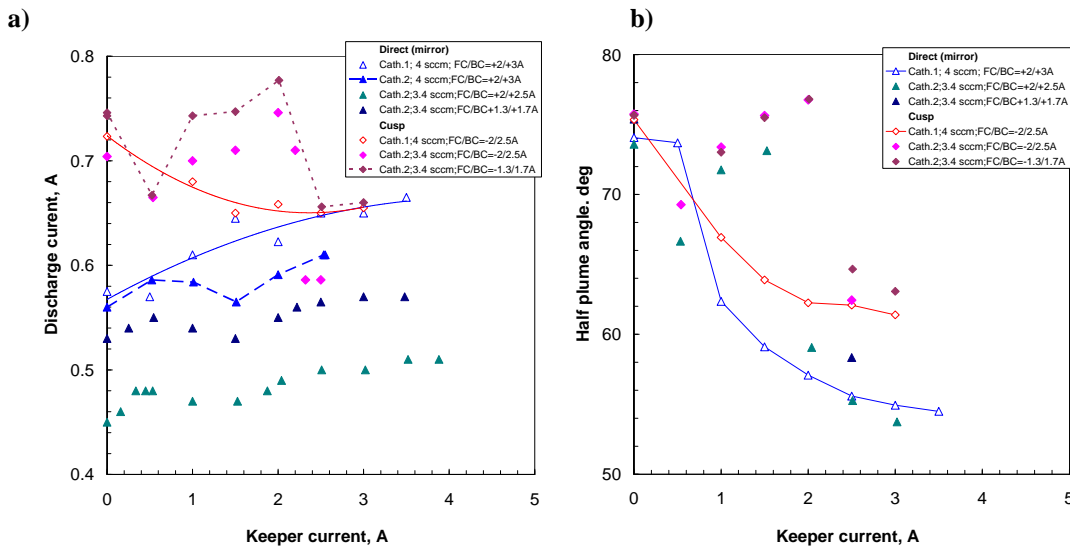 a)
0.8
0.7
0.6
0.5
0.4
0
1
2
3
4
5
Discharge current, A
Keeper current, A
Direct (mirror)
Cath.1; 4 sccm; FC/BC=+2/+3A
Cath.2; 4 sccm;FC/BC=+2/+3A
Cath.2;3.4 sccm;FC/BC=+2/+2.5A
Cath.2;3.4 sccm;FC/BC+1.3/+1.7A
Cusp
Cath.1;4 sccm;FC/BC=-2/2.5A
Cath.2;3.4 sccm;FC/BC=-2/2.5A
Cath.2;3.4 sccm;FC/BC=-1.3/1.7A
b)
80
70
60
50
0
1
2
3
4
5
Half plume angle. deg
Keeper current, A
Direct (mirror)
Cath.1; 4 sccm; FC/BC=+2/+3A
Cath.2;3.4 sccm;FC/BC=+2/+2.5A
Cath.2;3.4 sccm;FC/BC+1.3/+1.7A
Cusp
Cath.1;4 sccm;FC/BC=-2/2.5A
Cath.2;3.4 sccm;FC/BC=-2/2.5A
Cath.2;3.4 sccm;FC/BC=-1.3/1.7A